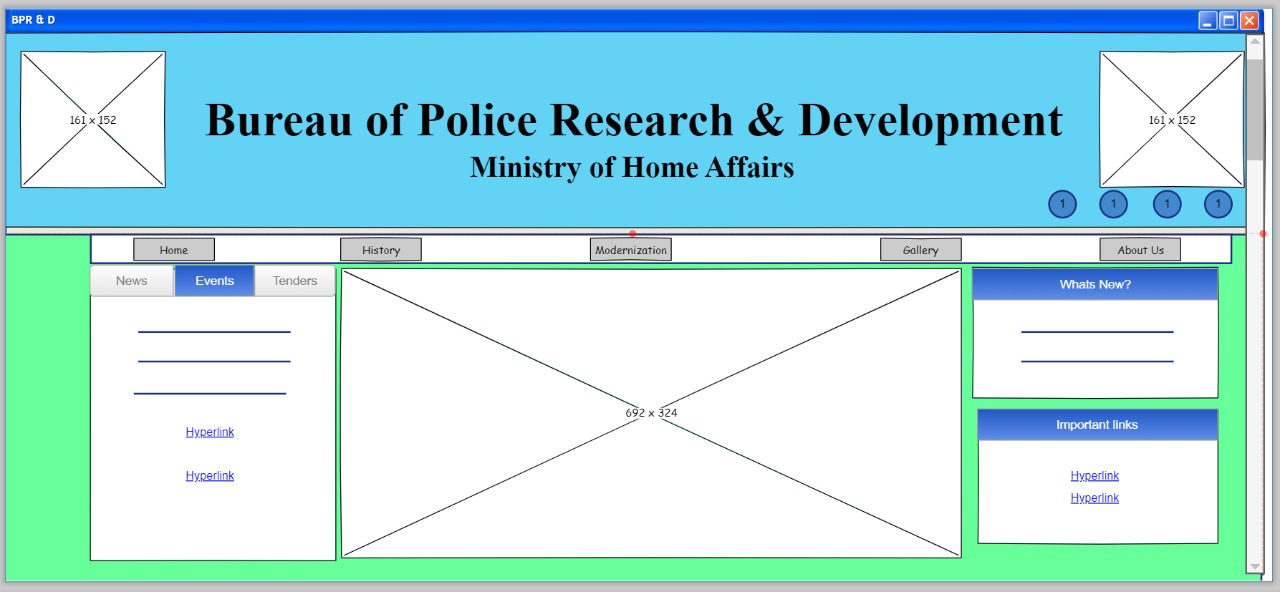 BPR & D
161 x 152
Bureau of Police Research & Development
Ministry of Home Affairs
161 x 152
1 1 1 1
Home History Modernization Gallery About Us
News Events Tenders
Hyperlink
Hyperlink
692 x 324
Whats New?
Important links
Hyperlink
Hyperlink